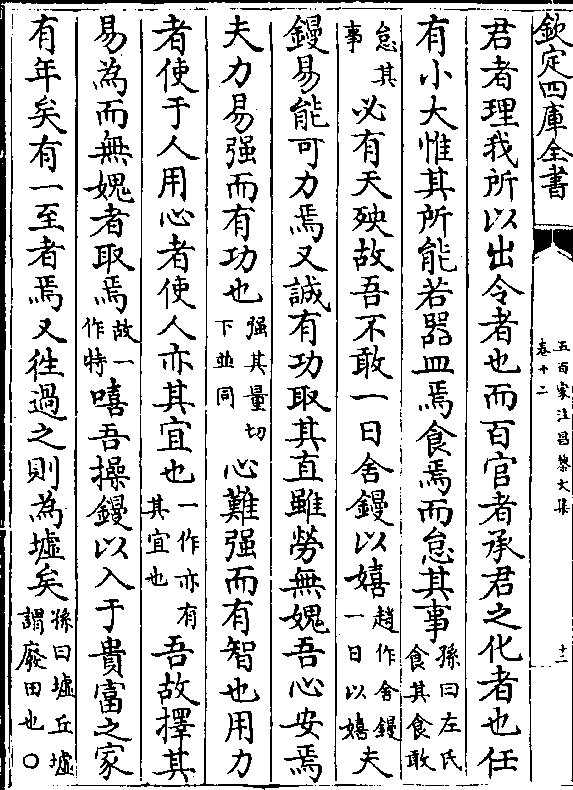 欽定四庫全書
五百家注昌黎文集
卷十二
十二
君者理我所以出令者也而百官者承君之化者也任
有小大惟其所能若器皿焉食焉而怠其事孫曰左氏食其食敢
怠其事必有天殃故吾不敢一日舍鏝以嬉趙作舍鏝一日以嬉夫
鏝易能可力焉又誠有功取其直雖勞無媿吾心安焉
夫力易强而有功也强其量切下並同心難强而有智也用力
者使于人用心者使人亦其宜也一作亦有其宜也吾故擇其
易為而無媿者取焉故一作特嘻吾操鏝以入于貴富之家
有年矣有一至者焉又徃過之則為墟矣孫曰墟丘墟謂廢田也○